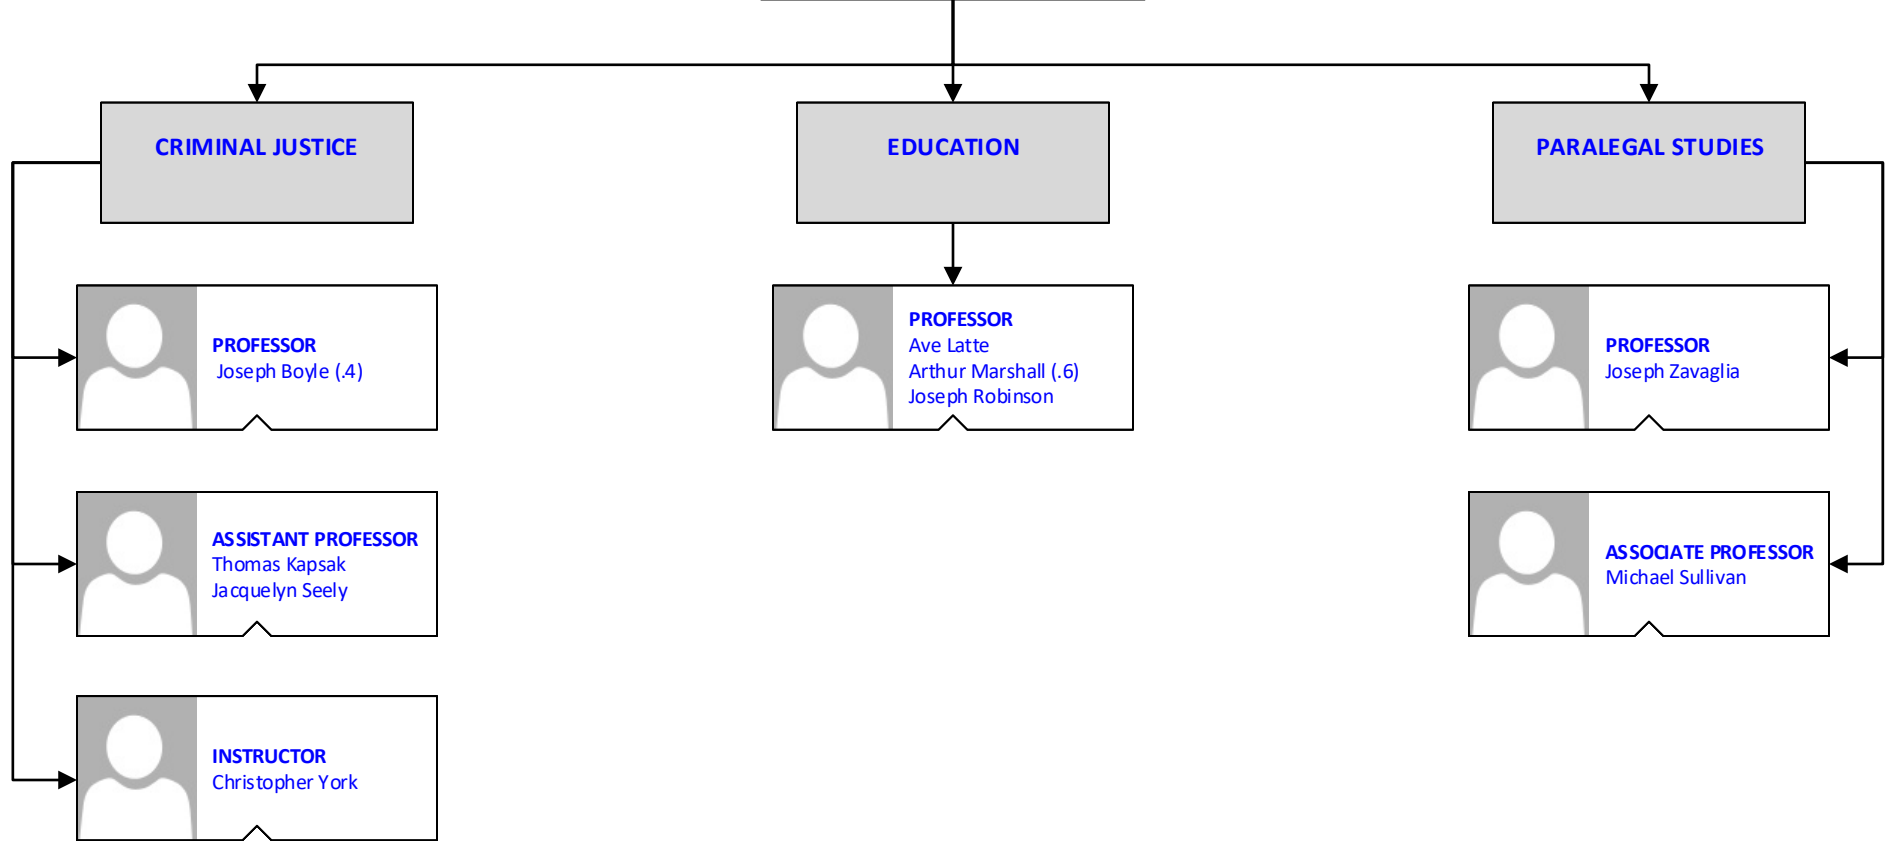 CRIMINAL JUSTICE
EDUCATION
PARALEGAL STUDIES
PROFESSOR
Joseph Boyle (.4)
PROFESSOR
Ave Latte
Arthur Marshall (.6)
Joseph Robinson
PROFESSOR
Joseph Zavaglia
ASSISTANT PROFESSOR
Thomas Kapsak
Jacquelyn Seely
ASSOCIATE PROFESSOR
Michael Sullivan
INSTRUCTOR
Christopher York